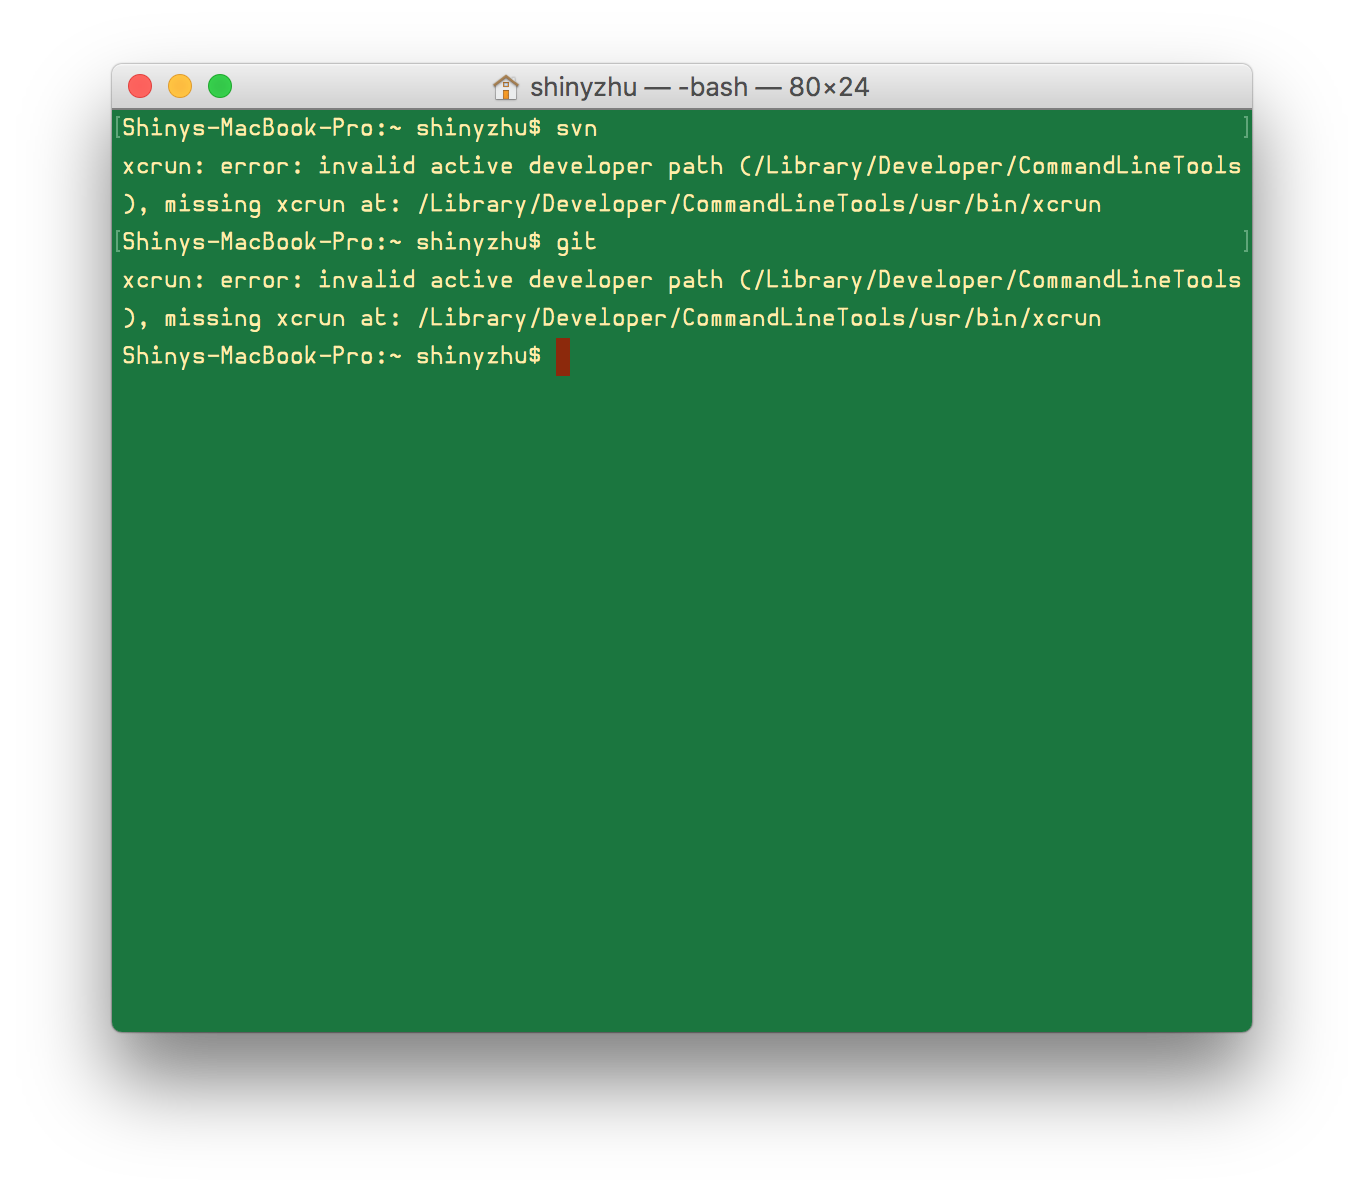 shinyzhu — -bash — 80×24
[Shinys-MacBook-Pro:~ shinyzhu$ svn ]
xcrun: error: invalid active developer path (/Library/Developer/CommandLineTools
), missing xcrun at: /Library/Developer/CommandLineTools/usr/bin/xcrun
[Shinys-MacBook-Pro:~ shinyzhu$ git ]
xcrun: error: invalid active developer path (/Library/Developer/CommandLineTools
), missing xcrun at: /Library/Developer/CommandLineTools/usr/bin/xcrun
Shinys-MacBook-Pro:~ shinyzhu$